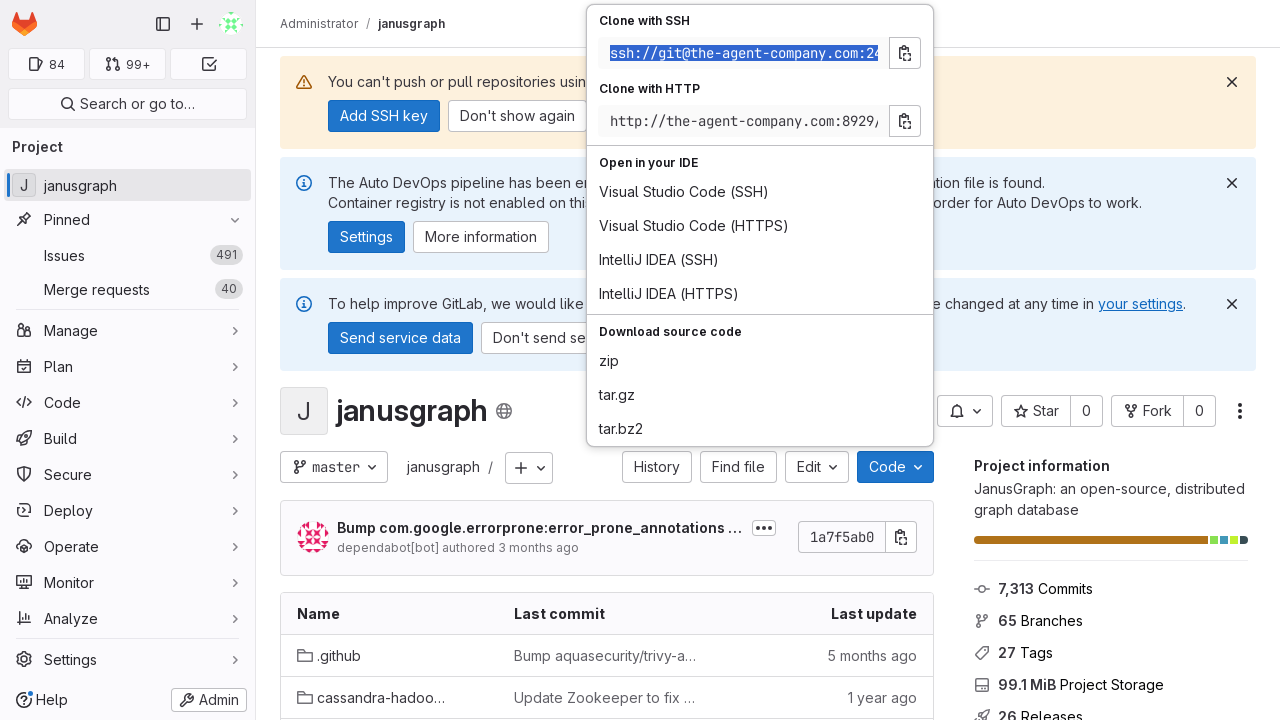 84
99+
Search or go to…
Project
J janusgraph
Pinned
Issues 491
Merge requests 40
Manage
Plan
Code
Build
Secure
Deploy
Operate
Monitor
Analyze
Settings
Help
Admin
Administrator / janusgraph
You can't push or pull repositories usin
Add SSH key
Don't show again
The Auto DevOps pipeline has been en
ation file is found.
Container registry is not enabled on thi
order for Auto DevOps to work.
Settings
More information
To help improve GitLab, we would like
e changed at any time in your settings.
Send service data
Don't send se
Clone with SSH
ssh://git@the-agent-company.com:24
Clone with HTTP
http://the-agent-company.com:8929/
Open in your IDE
Visual Studio Code (SSH)
Visual Studio Code (HTTPS)
IntelliJ IDEA (SSH)
IntelliJ IDEA (HTTPS)
Download source code
zip
tar.gz
tar.bz2
J janusgraph
Star 0
Fork 0
master
janusgraph /
History
Find file
Edit
Code
Bump com.google.errorprone:error_prone_annotations …
dependabot[bot] authored 3 months ago
1a7f5ab0
Name Last commit Last update
.github Bump aquasecurity/trivy-a… 5 months ago
cassandra-hadoo… Update Zookeeper to fix … 1 year ago
Project information
JanusGraph: an open-source, distributed
graph database
7,313 Commits
65 Branches
27 Tags
99.1 MiB Project Storage
26 Releases